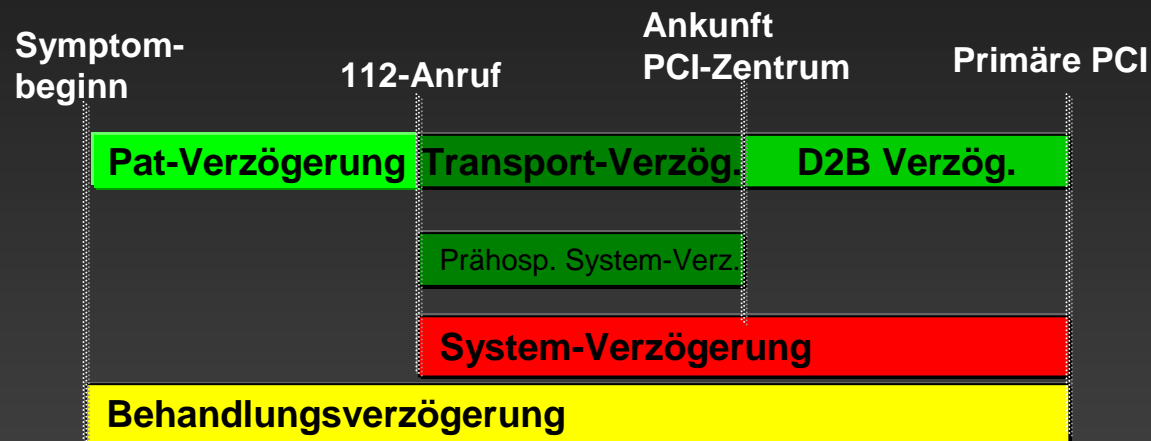 Symptom-
beginn
112-Anruf
Ankunft
PCI-Zentrum
Primäre PCI
Pat-Verzögerung
Transport-Verzög.
D2B Verzög.
Prähosp. System-Verz.
System-Verzögerung
Behandlungsverzögerung